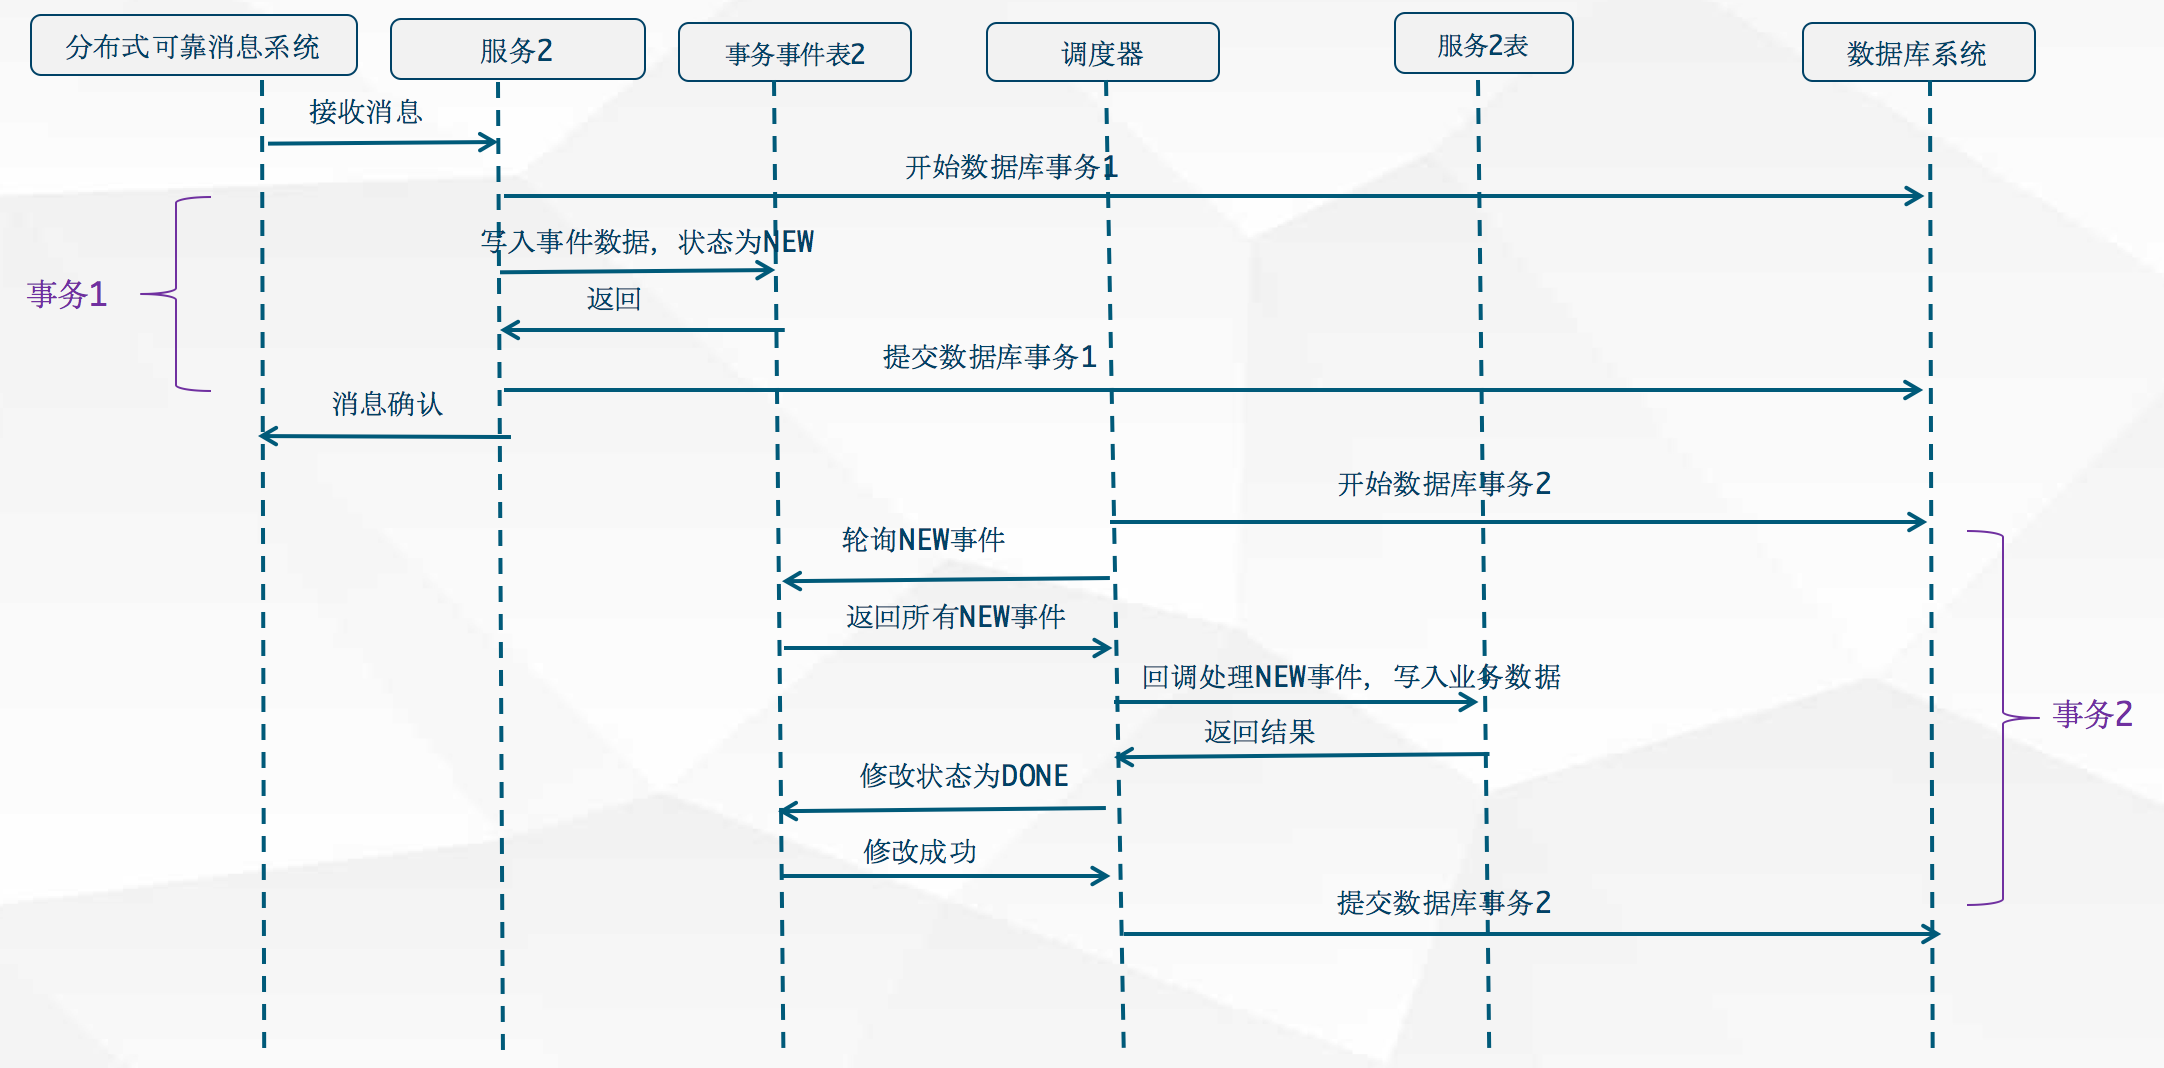 分布式可靠消息系统
服务2
事务事件表2
调度器
服务2表
数据库系统
接收消息
开始数据库事务1
写入事件数据，状态为NEW
事务1
返回
提交数据库事务1
消息确认
开始数据库事务2
轮询NEW事件
返回所有NEW事件
回调处理NEW事件，写入业务数据
事务2
返回结果
修改状态为DONE
修改成功
提交数据库事务2